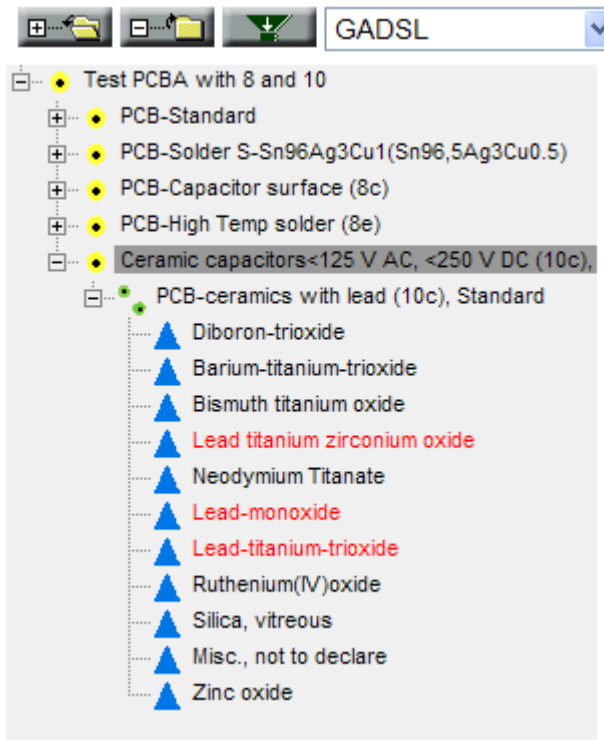 GADSL
Test PCBA with 8 and 10
PCB-Standard
PCB-Solder S-Sn96Ag3Cu1(Sn96,5Ag3Cu0.5)
PCB-Capacitor surface (8c)
PCB-High Temp solder (8e)
Ceramic capacitors<125 V AC, <250 V DC (10c),
PCB-ceramics with lead (10c), Standard
Diboron-trioxide
Barium-titanium-trioxide
Bismuth titanium oxide
Lead titanium zirconium oxide
Neodymium Titanate
Lead-monoxide
Lead-titanium-trioxide
Ruthenium(IV)oxide
Silica, vitreous
Misc., not to declare
Zinc oxide